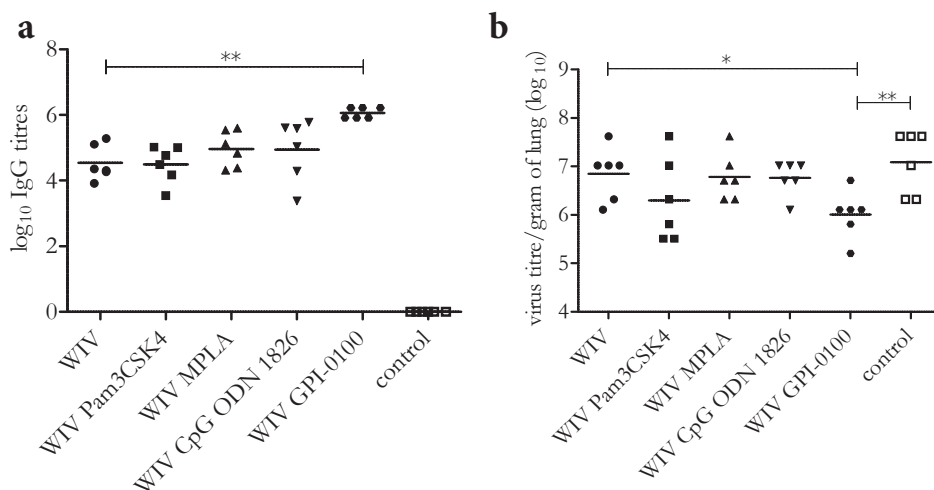 a
**
8
6
4
2
0
log10 IgG titres
WIV
WIV Pam3CSK4
WIV MPLA
WIV CpG ODN 1826
WIV GPI-0100
control
b
*
**
9
8
7
6
5
4
virus titre/gram of lung (log 10)
WIV
WIV Pam3CSK4
WIV MPLA
WIV CpG ODN 1826
WIV GPI-0100
control